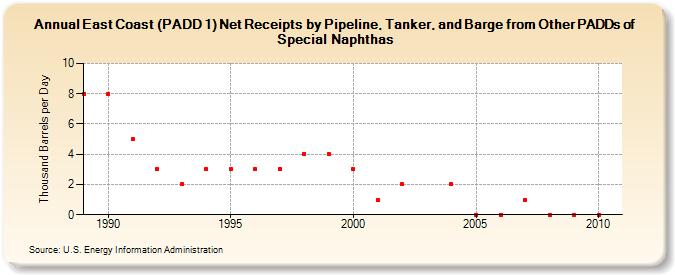 Annual East Coast (PADD 1) Net Receipts by Pipeline, Tanker, and Barge from Other PADDs of
Special Naphthas
Thousand Barrels per Day
10
8
6
4
2
0
1990
1995
2000
2005
2010
Source: U.S. Energy Information Administration